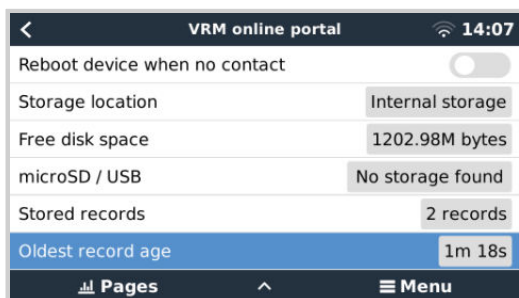 VRM online portal 14:07
Reboot device when no contact
Storage location Internal storage
Free disk space 1202.98M bytes
microSD / USB No storage found
Stored records 2 records
Oldest record age 1m 18s
Pages Menu